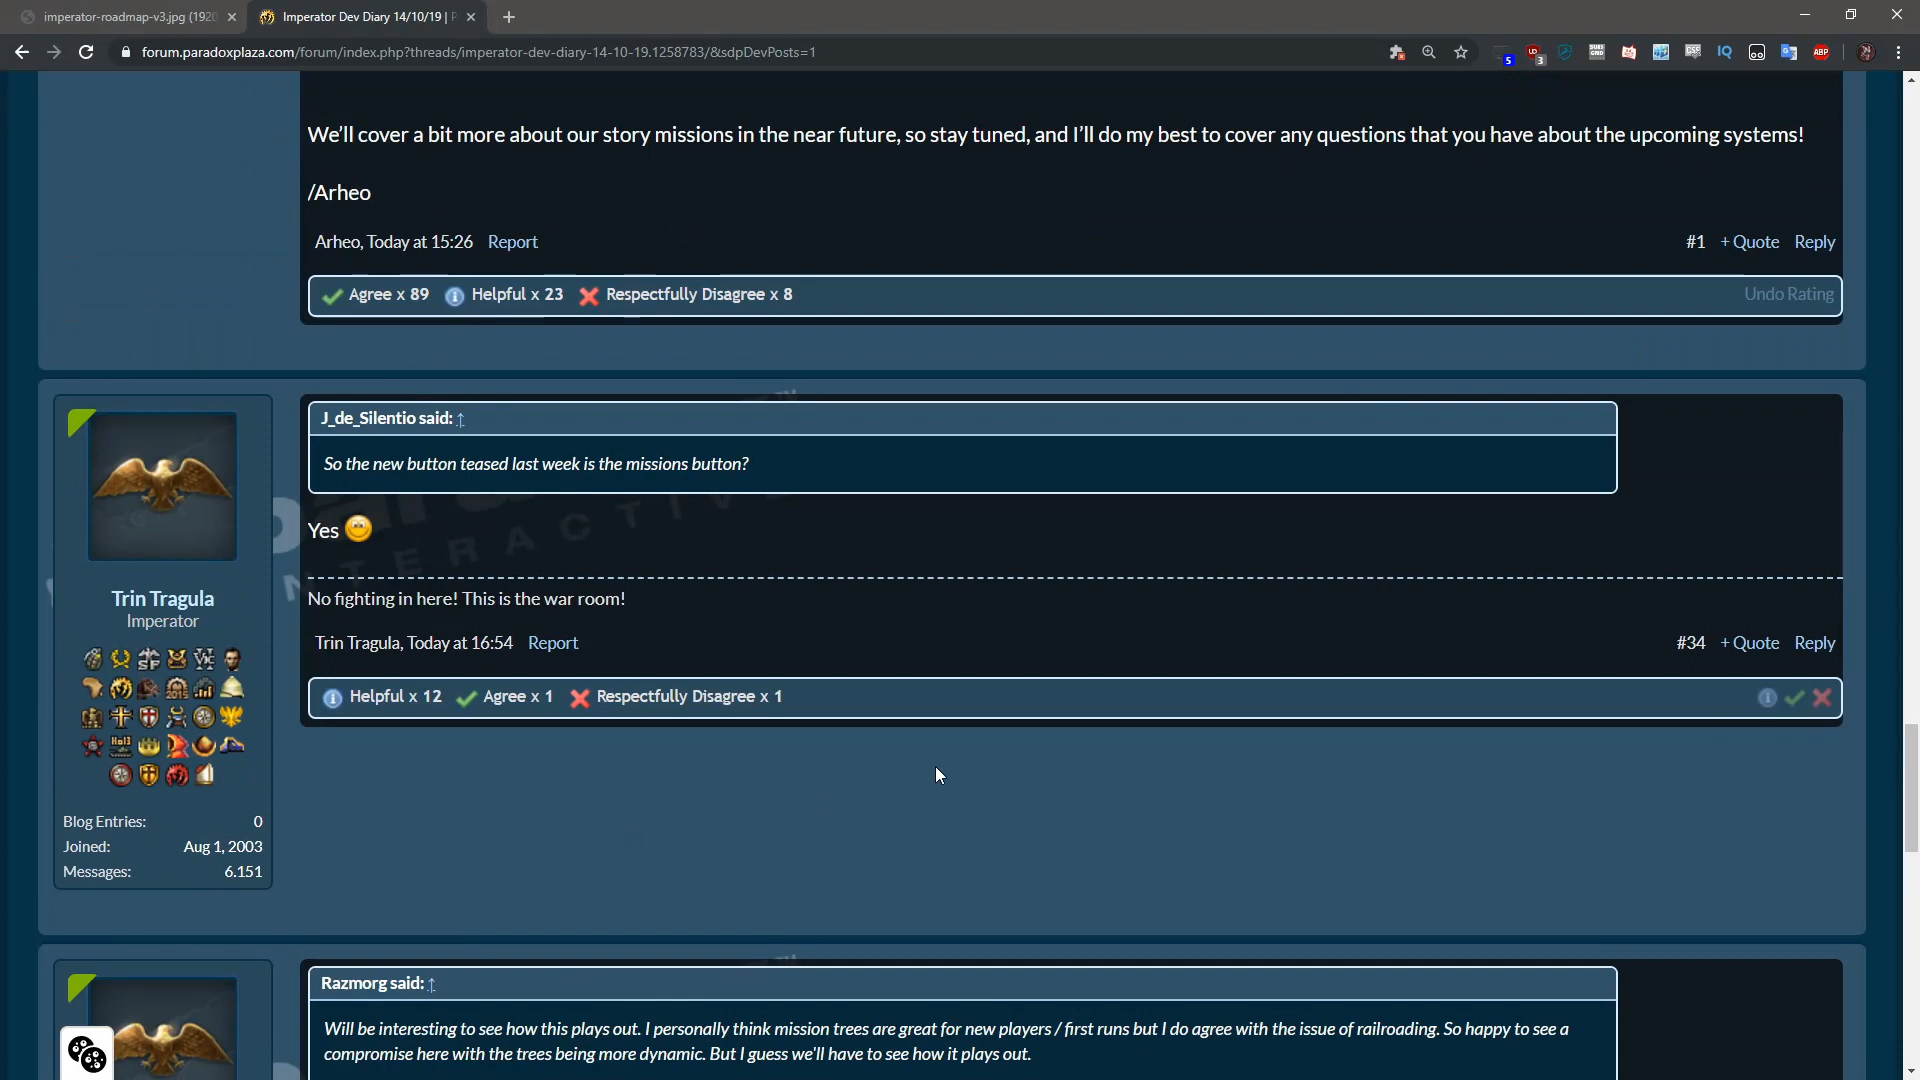 imperator-roadmap-v3.jpg (1920
Imperator Dev Diary 14/10/19 | P
forum.paradoxplaza.com/forum/index.php?threads/imperator-dev-diary-14-10-19.1258783/&sdpDevPosts=1
We'll cover a bit more about our story missions in the near future, so stay tuned, and I'll do my best to cover any questions that you have about the upcoming systems!
/Arheo
Arheo, Today at 15:26 Report #1 + Quote Reply
Agree x 89 Helpful x 23 Respectfully Disagree x 8 Undo Rating
J_de_Silentio said: ↑
So the new button teased last week is the missions button?
Yes
No fighting in here! This is the war room!
Trin Tragula, Today at 16:54 Report #34 + Quote Reply
Helpful x 12 Agree x 1 Respectfully Disagree x 1
Trin Tragula
Imperator
Blog Entries: 0
Joined: Aug 1, 2003
Messages: 6.151
Razmorg said: ↑
Will be interesting to see how this plays out. I personally think mission trees are great for new players / first runs but I do agree with the issue of railroading. So happy to see a
compromise here with the trees being more dynamic. But I guess we'll have to see how it plays out.